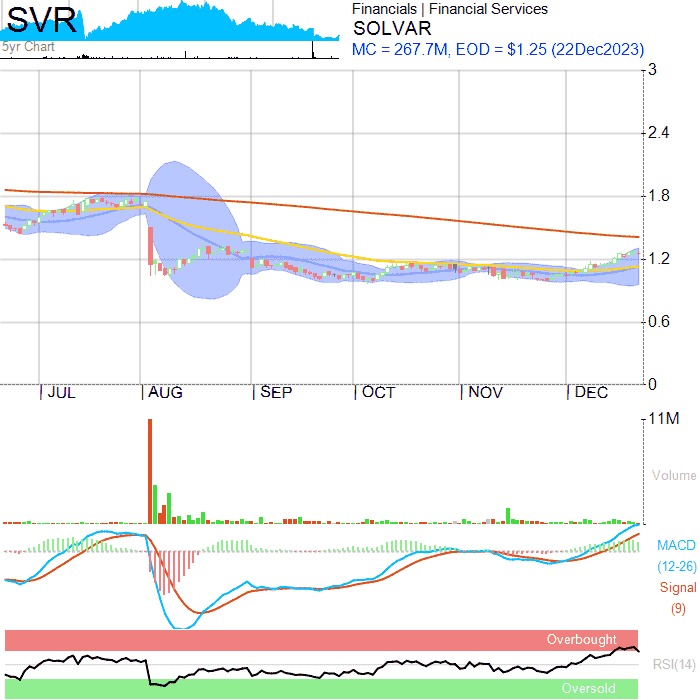 SVR
5yr Chart
Financials | Financial Services
SOLVAR
MC = 267.7M, EOD = $1.25 (22Dec2023)
3
2.4
1.8
1.2
0.6
0
JUL
AUG
SEP
OCT
NOV
DEC
11M
Volume
MACD
(12-26)
Signal
(9)
Overbought
RSI(14)
Oversold